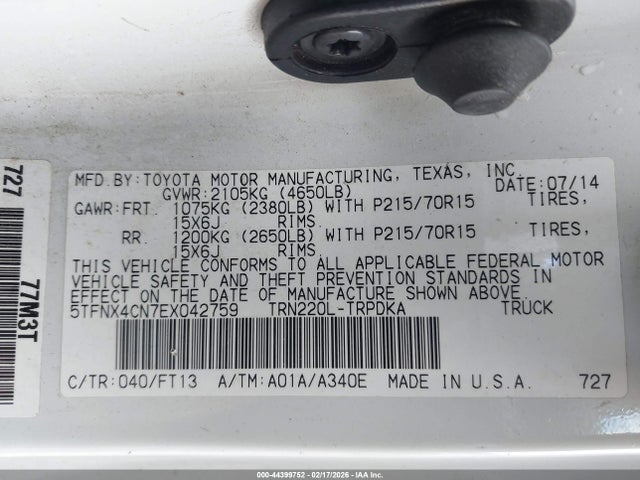 MFD.BY:TOYOTA MOTOR MANUFACTURING, TEXAS, INC.
GVWR:2105KG (4650LB) DATE:07/14
GAWR:FRT. 1075KG (2380LB) WITH P215/70R15 TIRES,
15X6J RIMS
RR. 1200KG (2650LB) WITH P215/70R15 TIRES,
15X6J RIMS
THIS VEHICLE CONFORMS TO ALL APPLICABLE FEDERAL MOTOR
VEHICLE SAFETY AND THEFT PREVENTION STANDARDS IN
EFFECT ON THE DATE OF MANUFACTURE SHOWN ABOVE.
5TFNX4CN7EX042759 TRN220L-TRPDKA TRUCK
C/TR:040/FT13 A/TM:A01A/A340E MADE IN U.S.A. 727
727
77M3T
000-44399752 - 02/17/2026 - COPART/IAA